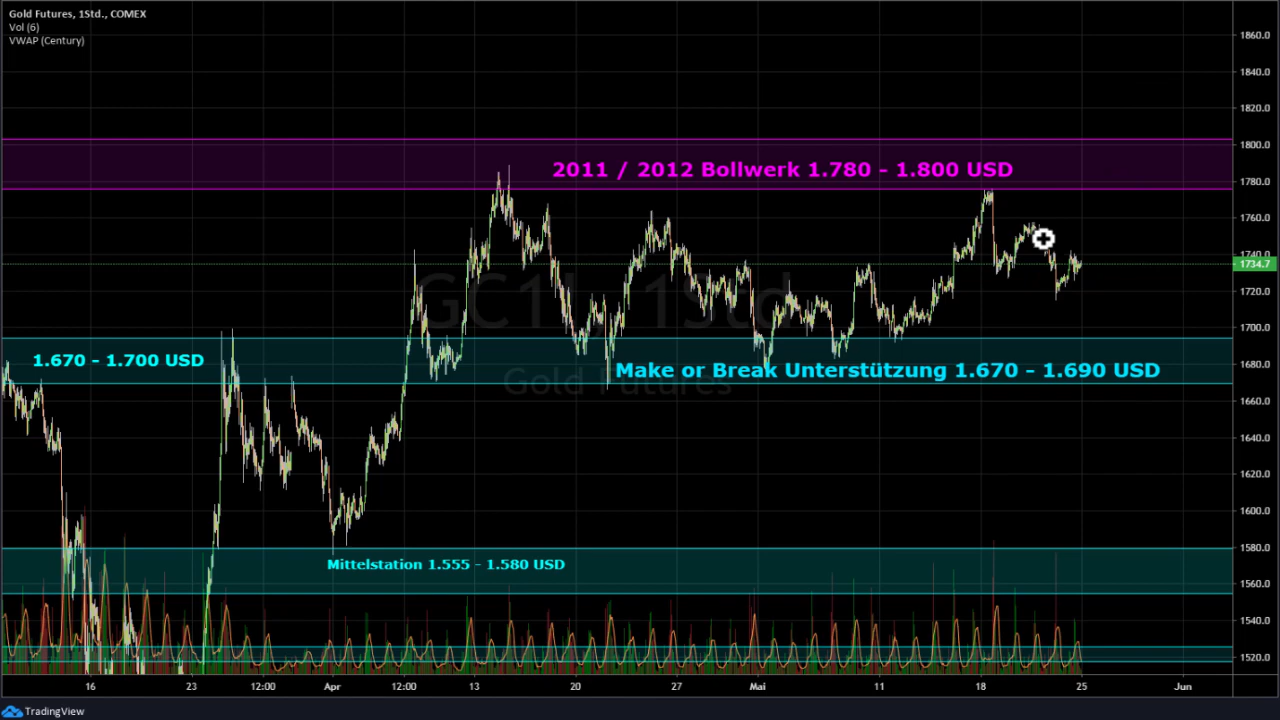 Gold Futures, 1Std., COMEX
Vol (6)
VWAP (Century)
1860.0
1840.0
1820.0
1800.0
2011 / 2012 Bollwerk 1.780 - 1.800 USD
1780.0
1760.0
1740.0
1734.7
1720.0
GC1!, 1Std.
1700.0
1.670 - 1.700 USD
Make or Break Unterstützung 1.670 - 1.690 USD
1680.0
Gold Futures
1660.0
1640.0
1620.0
1600.0
1580.0
Mittelstation 1.555 - 1.580 USD
1560.0
1540.0
1520.0
16 23 12:00 Apr 12:00 13 20 27 Mai 11 18 25 Jun
TradingView